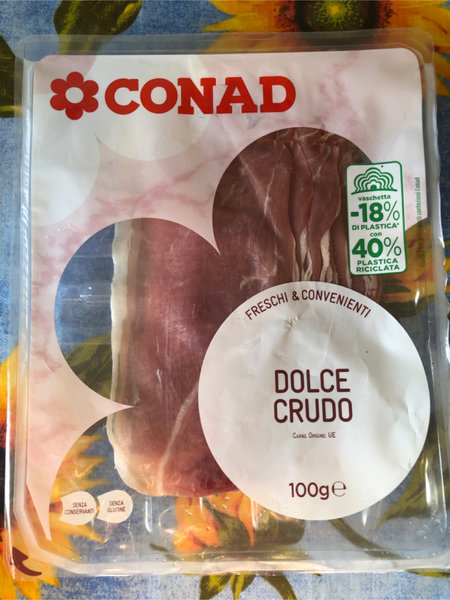 CONAD
vaschetta
-18%
DI PLASTICA*
con
40%
PLASTICA
RICICLATA
FRESCHI & CONVENIENTI
DOLCE
CRUDO
CARNE ORIGINE: UE
100g e
SENZA
CONSERVANTI
SENZA
GLUTINE